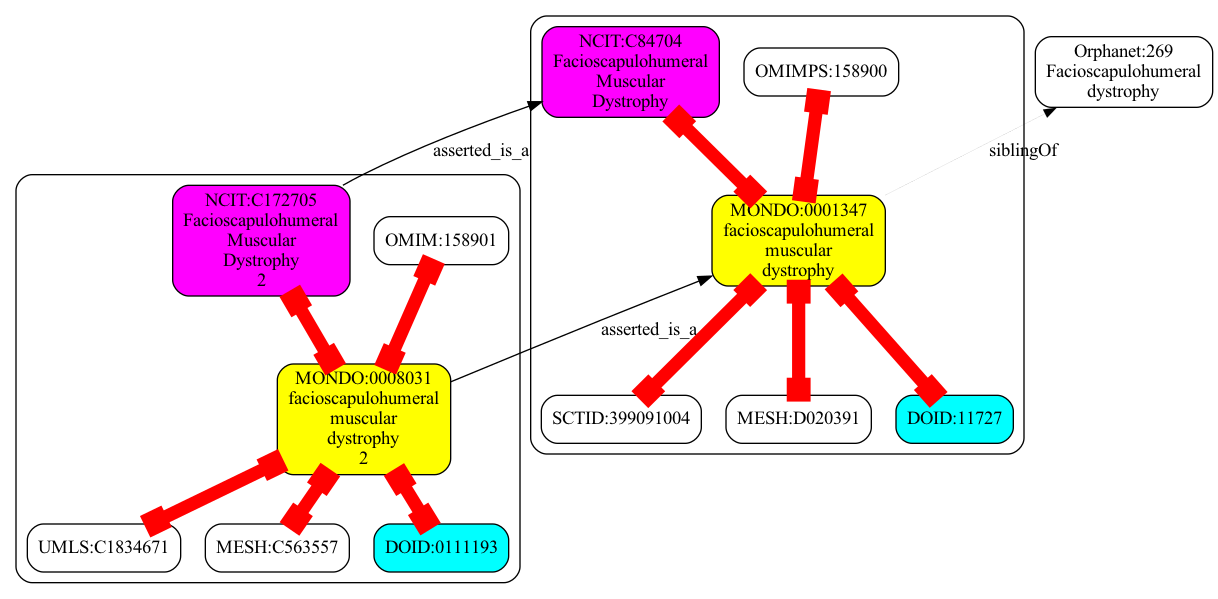 NCIT:C84704
Facioscapulohumeral
Muscular
Dystrophy
OMIMPS:158900
Orphanet:269
Facioscapulohumeral
dystrophy
asserted_is_a
siblingOf
NCIT:C172705
Facioscapulohumeral
Muscular
Dystrophy
2
OMIM:158901
MONDO:0001347
facioscapulohumeral
muscular
dystrophy
asserted_is_a
MONDO:0008031
facioscapulohumeral
muscular
dystrophy
2
SCTID:399091004
MESH:D020391
DOID:11727
UMLS:C1834671
MESH:C563557
DOID:0111193